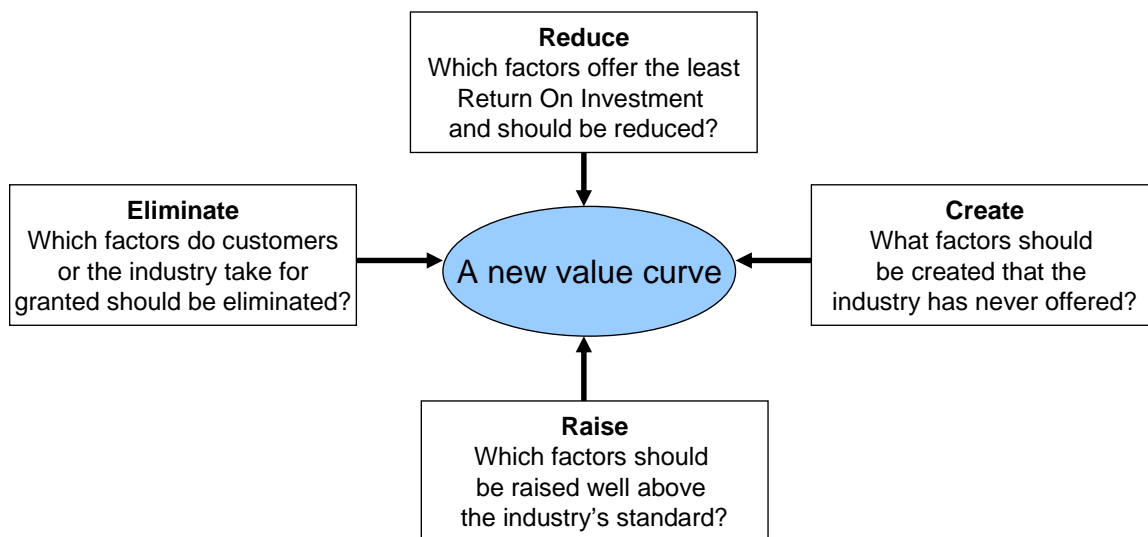 Reduce
Which factors offer the least
Return On Investment
and should be reduced?
Eliminate
Which factors do customers
or the industry take for
granted should be eliminated?
A new value curve
Create
What factors should
be created that the
industry has never offered?
Raise
Which factors should
be raised well above
the industry’s standard?